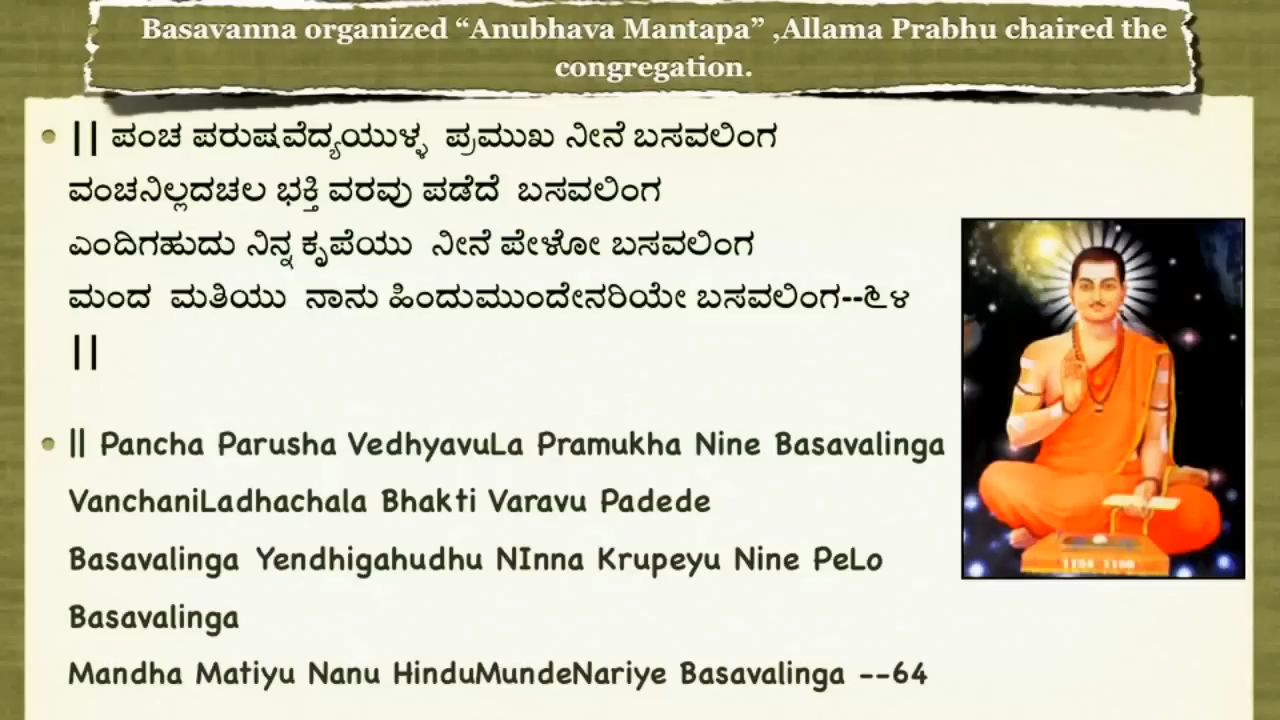 Basavanna organized “Anubhava Mantapa” ,Allama Prabhu chaired the
congregation.
|| ಪಂಚ ಪರುಷವೆದ್ಯಯುಳ್ಳ ಪ್ರಮುಖ ನೀನೆ ಬಸವಲಿಂಗ
ವಂಚನಿಲ್ಲದಚಲ ಭಕ್ತಿ ವರವು ಪಡೆದೆ ಬಸವಲಿಂಗ
ಎಂದಿಗಹುದು ನಿನ್ನ ಕೃಪೆಯು ನೀನೆ ಪೇಳೋ ಬಸವಲಿಂಗ
ಮಂದ ಮತಿಯು ನಾನು ಹಿಂದುಮುಂದೇನರಿಯೇ ಬಸವಲಿಂಗ--೬೪
||
|| Pancha Parusha VedhyavuLa Pramukha Nine Basavalinga
VanchaniLadhachala Bhakti Varavu Padede
Basavalinga Yendhigahudhu NInna Krupeyu Nine PeLo
Basavalinga
Mandha Matiyu Nanu HinduMundeNariye Basavalinga --64